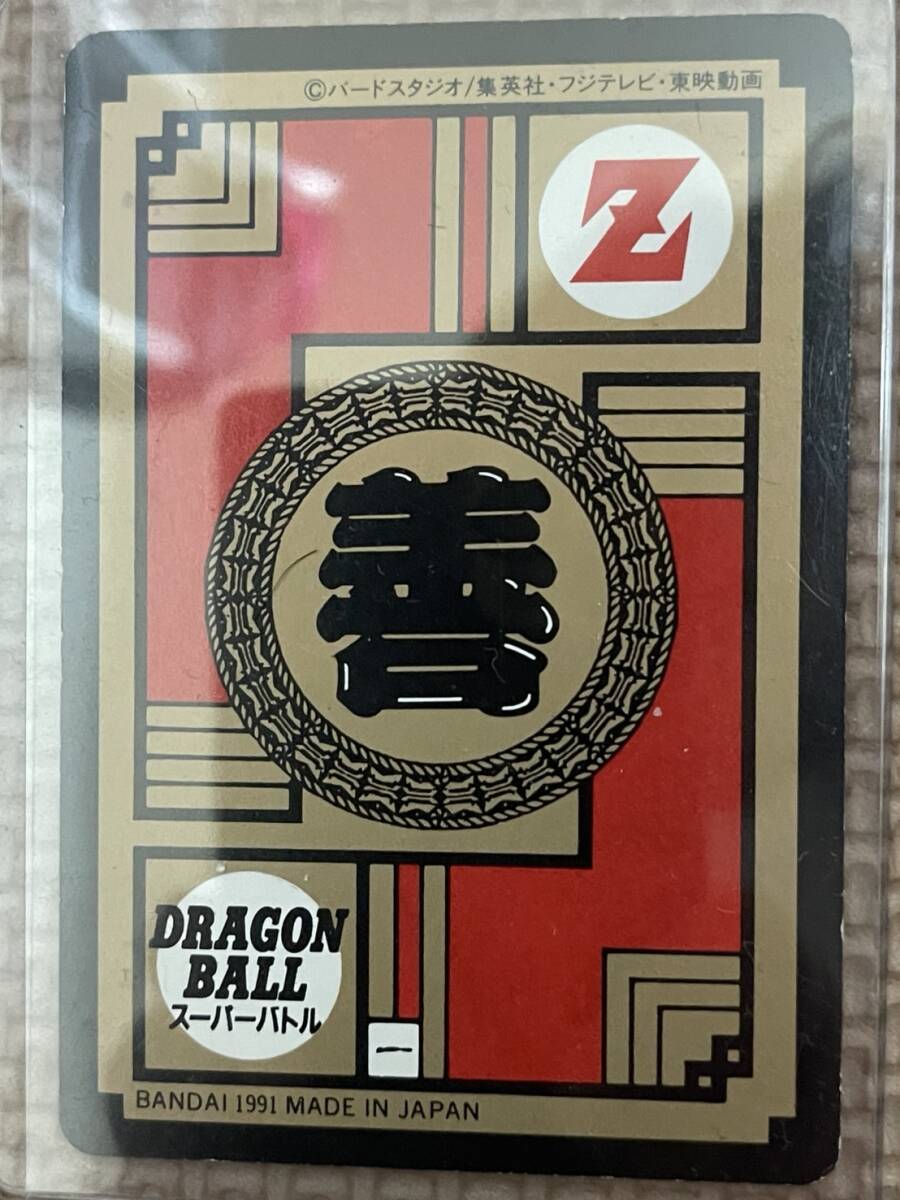 ©バードスタジオ/集英社・フジテレビ・東映動画
Z
善
DRAGON
BALL
スーパーバトル
一
BANDAI 1991 MADE IN JAPAN